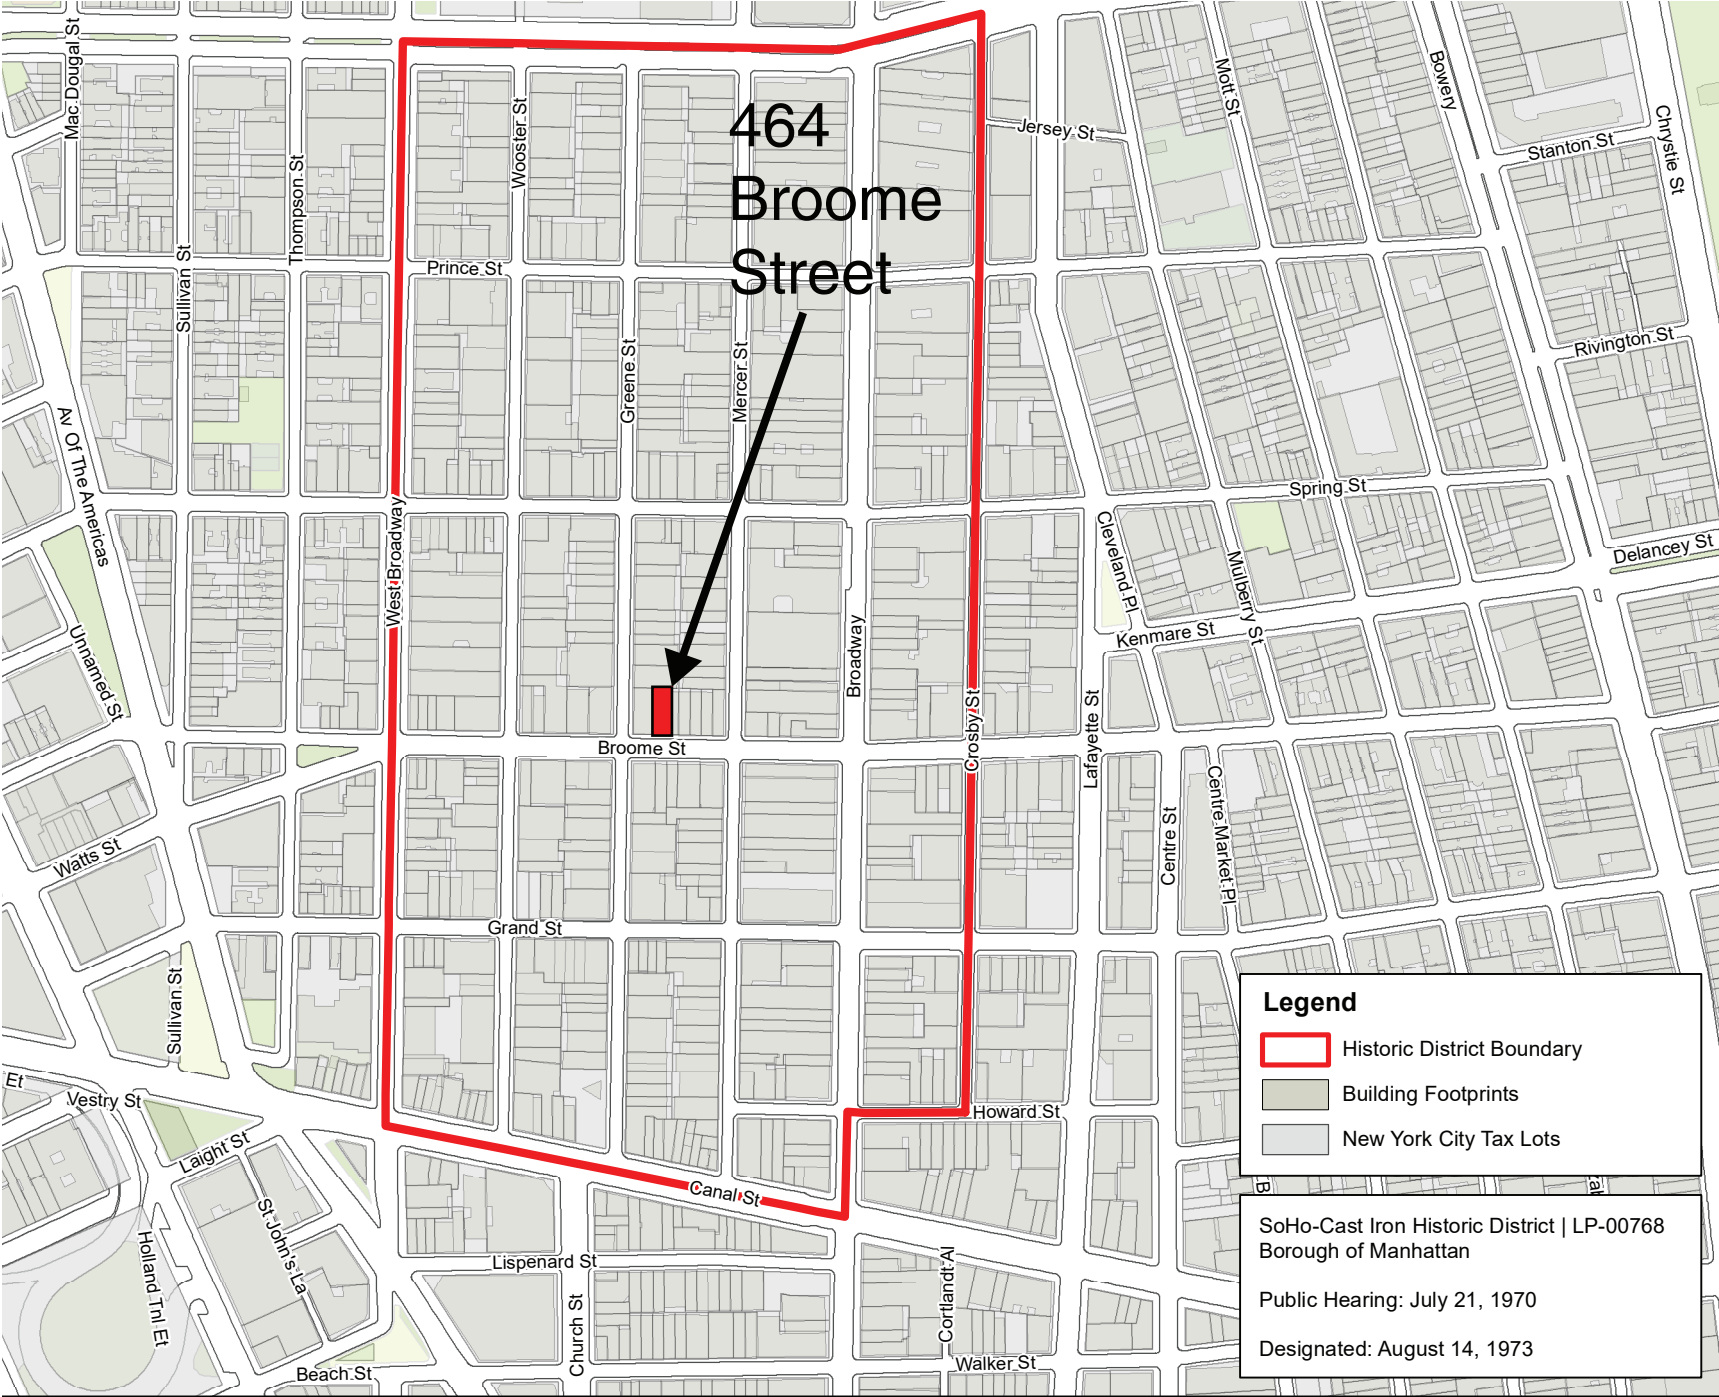 Mac Dougal St
Sullivan St
Thompson St
Wooster St
464
Broome
Street
Prince St
Greene St
Mercer St
Jersey St
Mott St
Bowery
Stanton St
Chrystie St
Rivington St
Av Of The Americas
West Broadway
Broadway
Spring St
Cleveland Pl
Mulberry St
Delancey St
Kenmare St
Unnamed St
Broome St
Crosby St
Lafayette St
Centre St
Centre Market Pl
Watts St
Grand St
Sullivan St
Et
Vestry St
Laight St
St John's La
Holland Tnl Et
Canal St
Howard St
Lispenard St
Church St
Cortlandt Al
Walker St
Beach St
B
Legend
Historic District Boundary
Building Footprints
New York City Tax Lots
SoHo-Cast Iron Historic District | LP-00768
Borough of Manhattan
Public Hearing: July 21, 1970
Designated: August 14, 1973